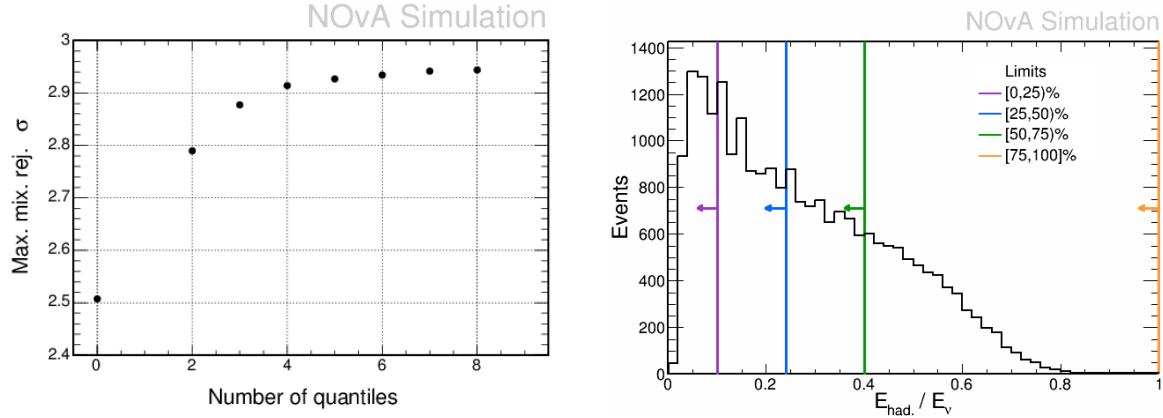 NOvA Simulation
3
2.9
2.8
2.7
2.6
2.5
2.4
Max. mix. rej. σ
0 2 4 6 8
Number of quantiles
NOvA Simulation
1400
1200
1000
800
600
400
200
0
Events
Limits
[0,25)%
[25,50)%
[50,75)%
[75,100]%
0 0.2 0.4 0.6 0.8 1
E_had. / E_ν